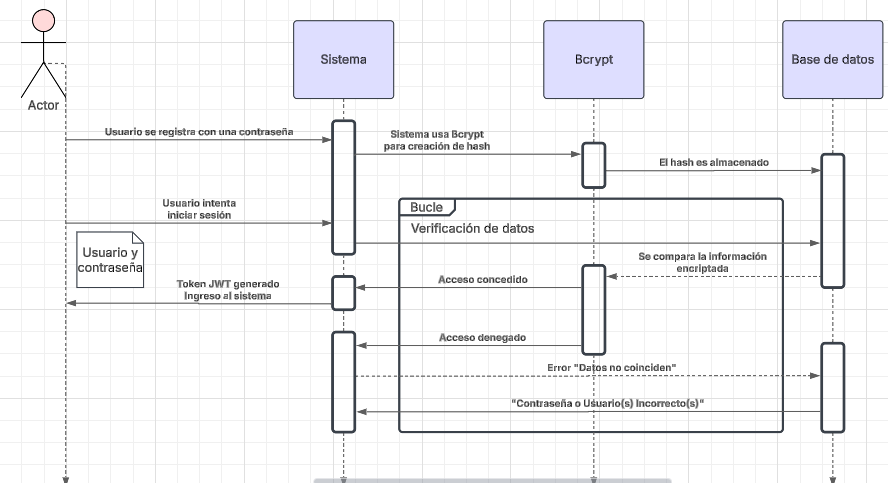 Actor
Sistema
Bcrypt
Base de datos
Usuario se registra con una contraseña
Sistema usa Bcrypt
para creación de hash
El hash es almacenado
Usuario intenta
iniciar sesión
Bucle
Verificación de datos
Usuario y
contraseña
Se compara la información
encriptada
Token JWT generado
Ingreso al sistema
Acceso concedido
Acceso denegado
Error "Datos no coinciden"
"Contraseña o Usuario(s) Incorrecto(s)"